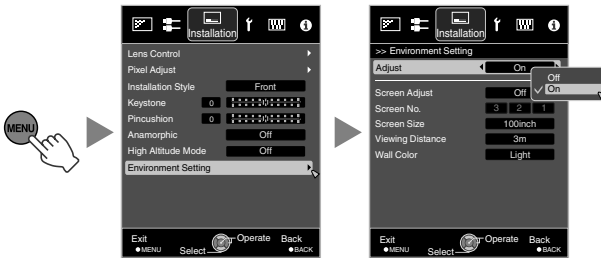 MENU
Installation
Lens Control
Pixel Adjust
Installation Style Front
Keystone 0
Pincushion 0
Anamorphic Off
High Altitude Mode Off
Environment Setting
Exit Operate Back
●MENU Select ●BACK
Installation
>> Environment Setting
Adjust On
Off
On
Screen Adjust Off
Screen No. 3 2 1
Screen Size 100inch
Viewing Distance 3m
Wall Color Light
Exit Operate Back
●MENU Select ●BACK